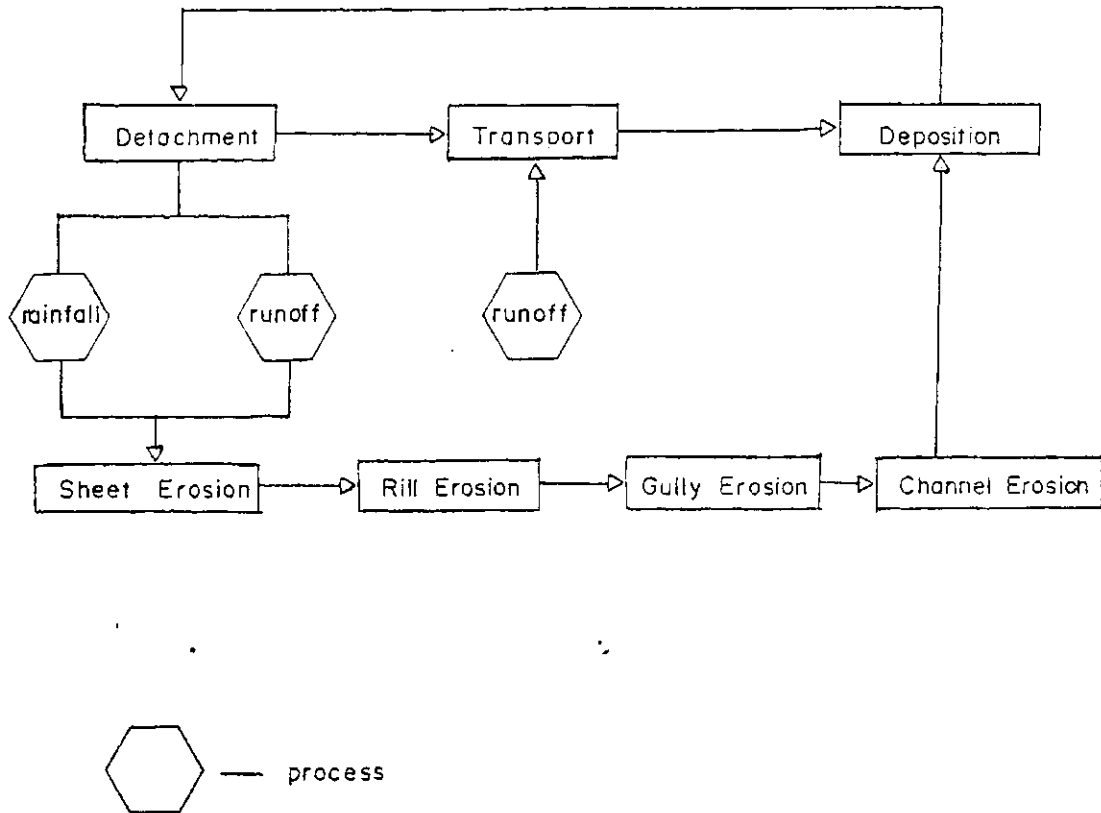 Detachment
Transport
Deposition
rainfall
runoff
runoff
Sheet Erosion
Rill Erosion
Gully Erosion
Channel Erosion
process